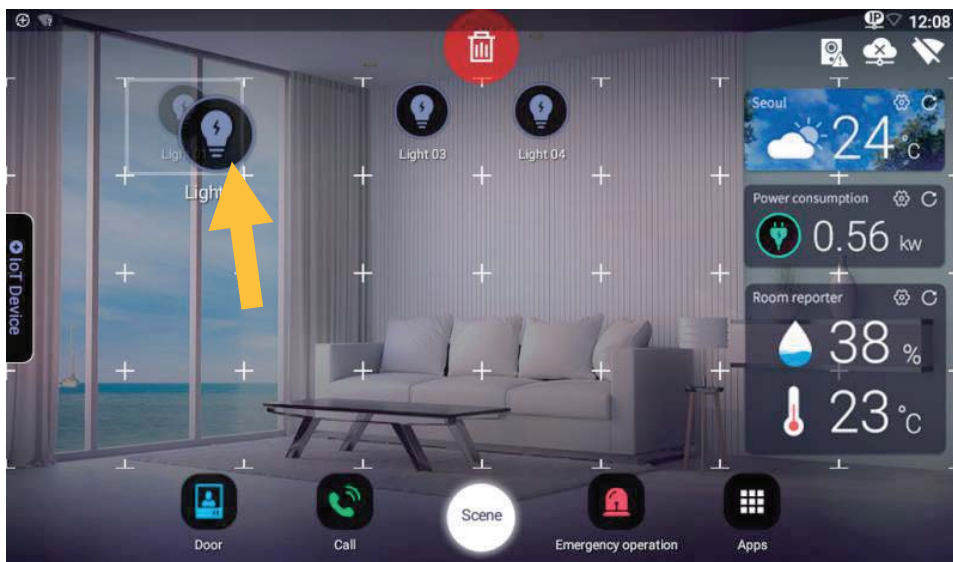 IP
12:08
Seoul
24 °C
Light 03
Light 04
Light
Power consumption
0.56 kw
IoT Device
Room reporter
38 %
23 °C
Scene
Door
Call
Emergency operation
Apps